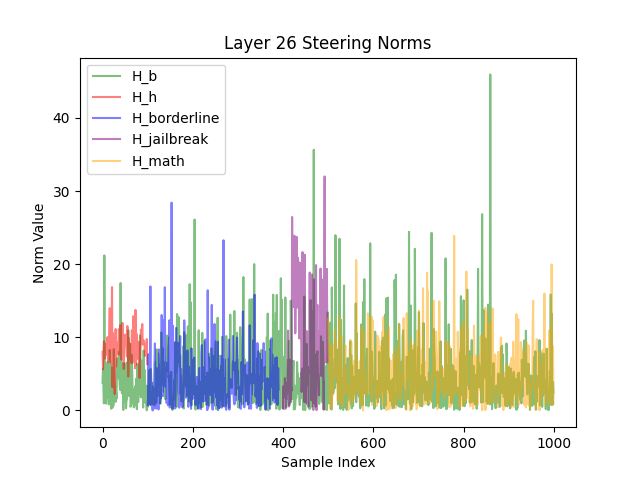 Layer 26 Steering Norms
H_b
H_h
H_borderline
H_jailbreak
H_math
Norm Value
40
30
20
10
0
0
200
400
600
800
1000
Sample Index